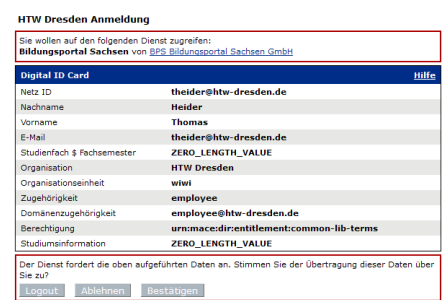 HTW Dresden Anmeldung
Sie wollen auf den folgenden Dienst zugreifen:
Bildungsportal Sachsen von BPS Bildungsportal Sachsen GmbH
Digital ID Card Hilfe
Netz ID theider@htw-dresden.de
Nachname Heider
Vorname Thomas
E-Mail theider@htw-dresden.de
Studienfach $ Fachsemester ZERO_LENGTH_VALUE
Organisation HTW Dresden
Organisationseinheit wiwi
Zugehörigkeit employee
Domänenzugehörigkeit employee@htw-dresden.de
Berechtigung urn:mace:dir:entitlement:common-lib-terms
Studiumsinformation ZERO_LENGTH_VALUE
Der Dienst fordert die oben aufgeführten Daten an. Stimmen Sie der Übertragung dieser Daten über
Sie zu?
Logout Ablehnen Bestätigen